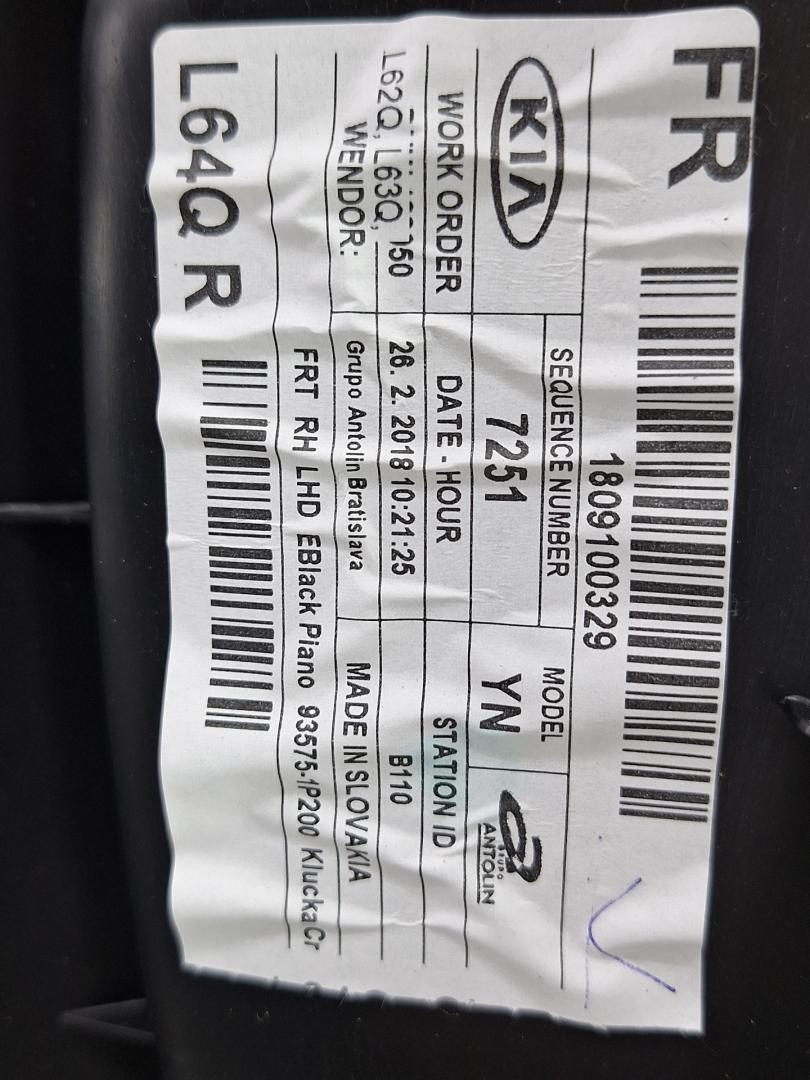 FR
1809100329
KIA
SEQUENCE NUMBER
7251
MODEL
YN
GRUPO
ANTOLIN
WORK ORDER
DATE - HOUR
STATION ID
150
L62Q, L63Q,
26. 2. 2018 10:21:25
B110
WENDOR:
Grupo Antolin Bratislava
MADE IN SLOVAKIA
FRT RH LHD EBlack Piano 93575-1P200 Klucka Cr
L64Q R